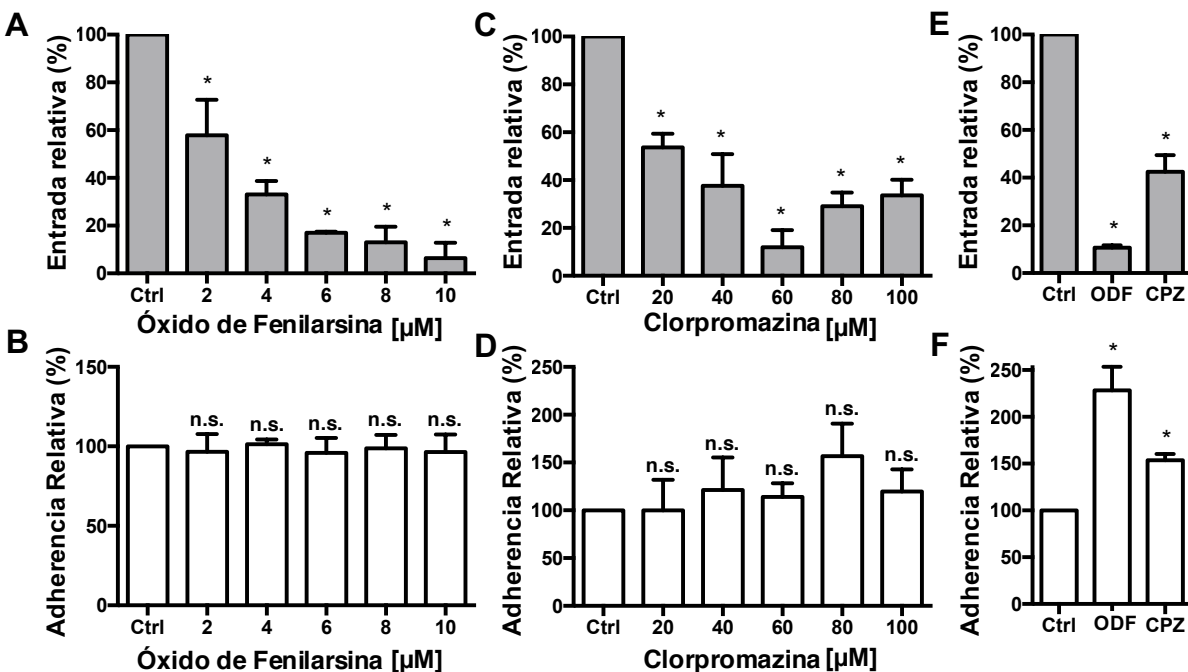 A
Entrada relativa (%)
100
80
60
40
20
0
* * * * *
Ctrl 2 4 6 8 10
Óxido de Fenilarsina [µM]
B
Adherencia Relativa (%)
150
100
50
0
n.s. n.s. n.s. n.s. n.s.
Ctrl 2 4 6 8 10
Óxido de Fenilarsina [µM]
C
Entrada relativa (%)
100
80
60
40
20
0
* * * * *
Ctrl 20 40 60 80 100
Clorpromazina [µM]
D
Adherencia Relativa (%)
250
200
150
100
50
0
n.s. n.s. n.s. n.s. n.s.
Ctrl 20 40 60 80 100
Clorpromazina [µM]
E
Entrada relativa (%)
100
80
60
40
20
0
* *
Ctrl ODF CPZ
F
Adherencia Relativa (%)
250
200
150
100
50
0
* *
Ctrl ODF CPZ